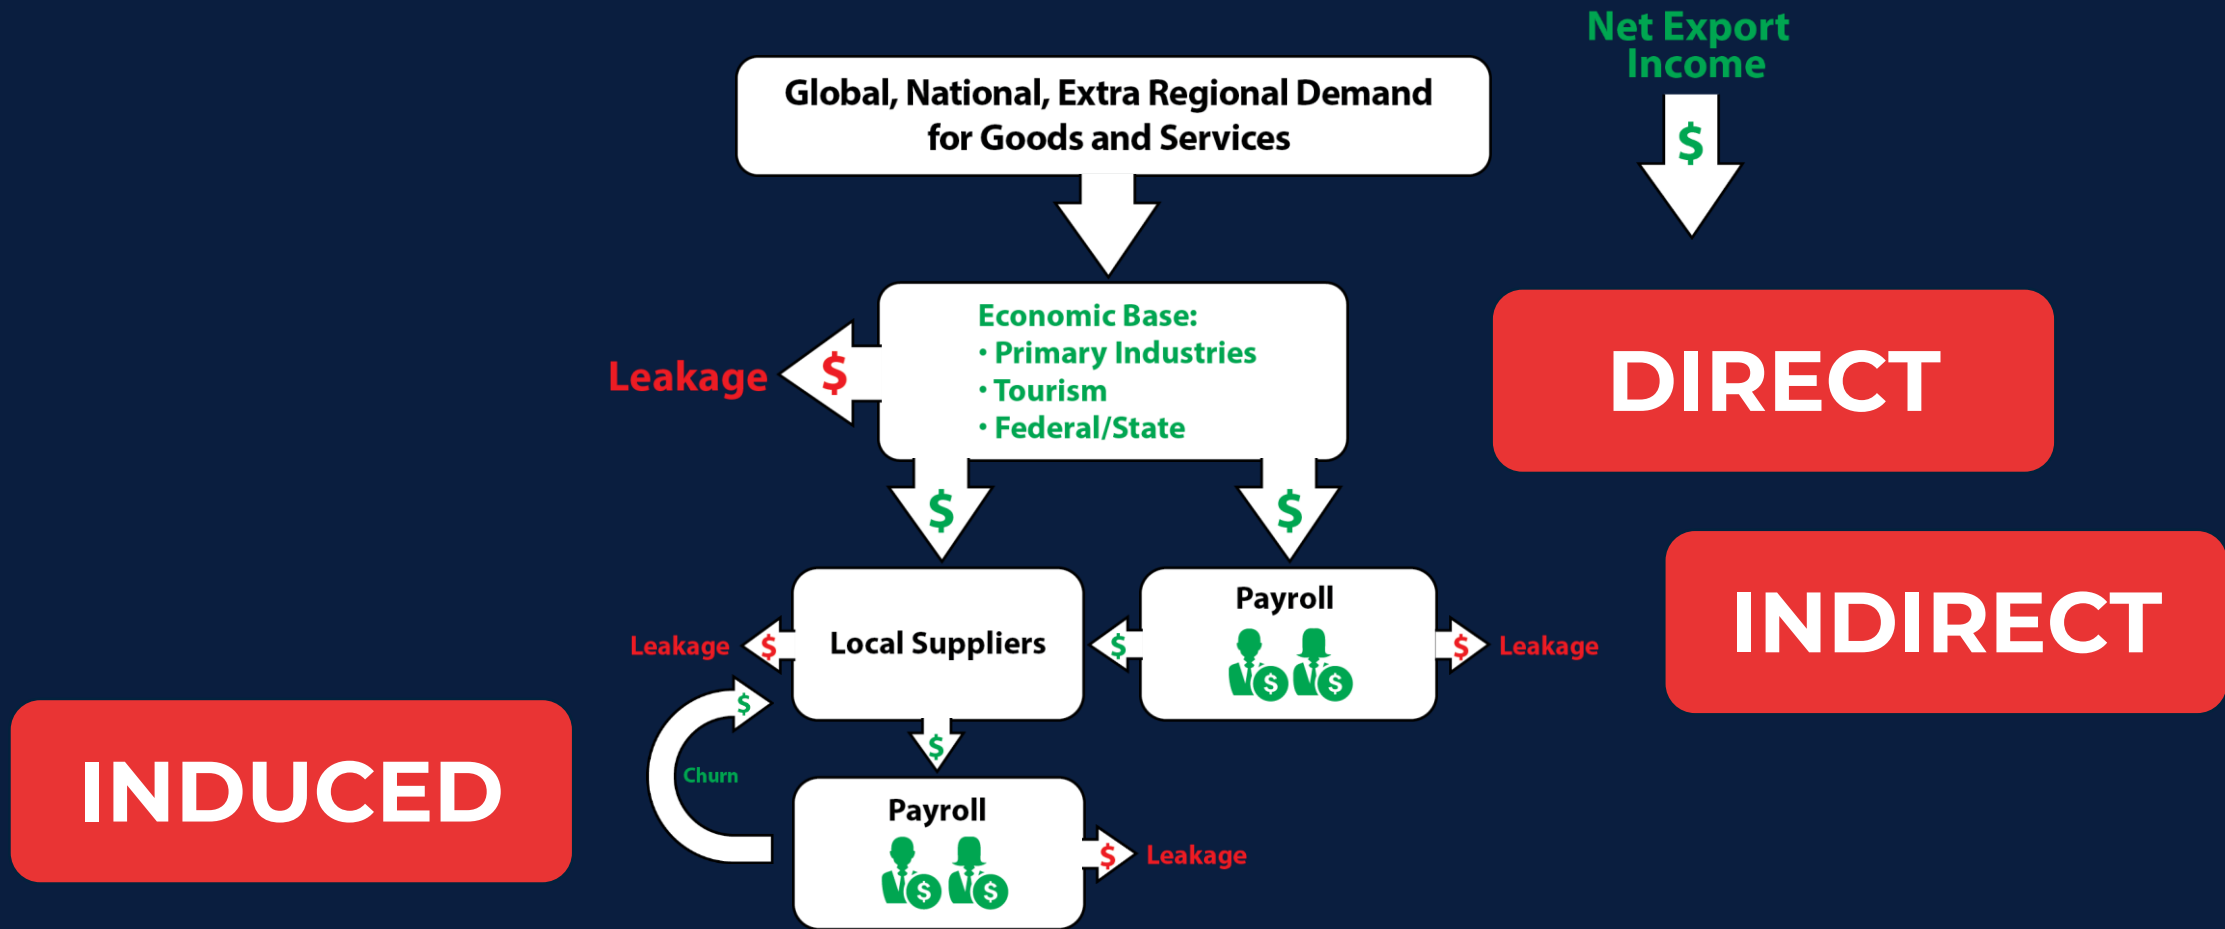 Net Export
Income
$
Global, National, Extra Regional Demand
for Goods and Services
Economic Base:
• Primary Industries
• Tourism
• Federal/State
Leakage
$
DIRECT
$
$
INDIRECT
Local Suppliers
Payroll
$
$
$
Leakage
$
$
Leakage
$
$
Churn
INDUCED
Payroll
$
$
$
Leakage